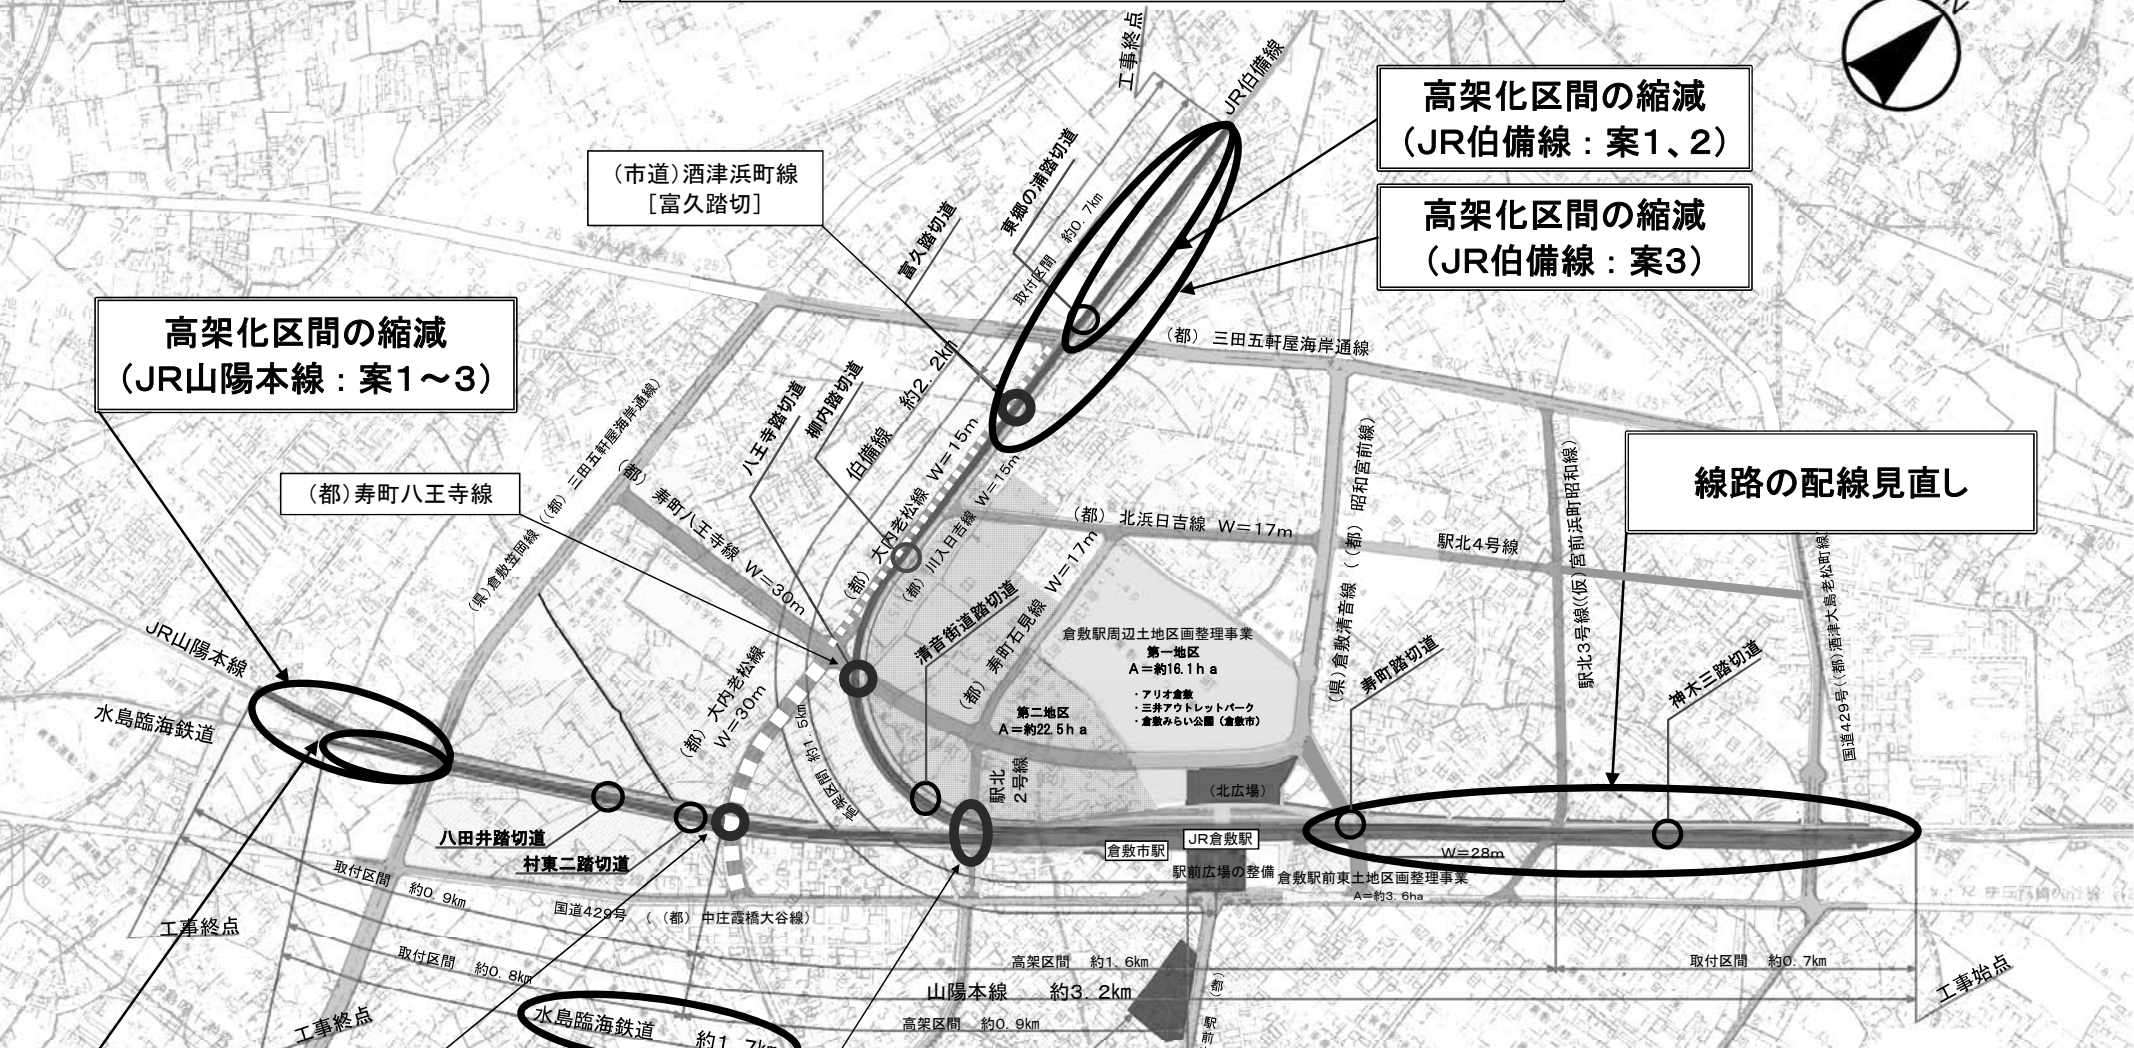 工事終点
JR伯備線
N
高架化区間の縮減
(JR伯備線：案1、2)
高架化区間の縮減
(JR伯備線：案3)
(市道)酒津浜町線
[富久踏切]
東郷の浦踏切道
富久踏切道
取付区間 約0.7km
高架化区間の縮減
(JR山陽本線：案1～3)
(都) 三田五軒屋海岸通線
伯備線 約2.2km
柳内踏切道
八王寺踏切道
(県)倉敷笠岡線((都)三田五軒屋海岸通線)
(都)寿町八王寺線
(都) 寿町八王寺線 W=30m
(都) 大内老松線 W=15m
(都) 川入日吉線 W=15m
(都) 北浜日吉線 W=17m
(都) 寿町石見線 W=17m
(県)倉敷清音線((都) 昭和宮前線)
駅北4号線
駅北3号線((仮)宮前浜町昭和線)
国道429号((都)酒津大島老松町線)
線路の配線見直し
清音街道踏切道
倉敷駅周辺土地区画整理事業
第一地区
A=約16.1ha
・アリオ倉敷
・三井アウトレットパーク
・倉敷みらい公園(倉敷市)
第二地区
A=約22.5ha
寿町踏切道
神木三踏切道
JR山陽本線
水島臨海鉄道
(都) 大内老松線
W=30m
高架区間 約1.5km
駅北
2号線
(北広場)
八田井踏切道
村東二踏切道
倉敷市駅
JR倉敷駅
駅前広場の整備
W=28m
倉敷駅前東土地区画整理事業
A=約3.6ha
取付区間 約0.9km
国道429号 ((都)中庄霞橋大谷線)
工事終点
取付区間 約0.8km
高架区間 約1.6km
取付区間 約0.7km
山陽本線 約3.2km
工事始点
工事終点
水島臨海鉄道 約1.7km
高架区間 約0.9km
(都)
駅
前